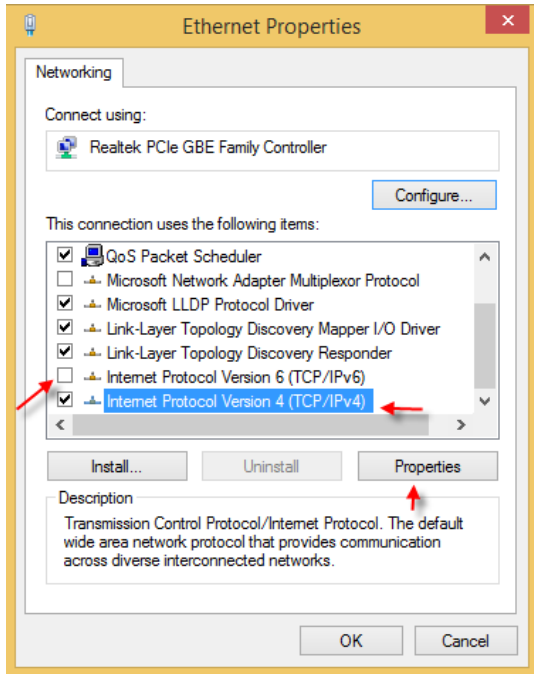 Ethernet Properties
Networking
Connect using:
Realtek PCIe GBE Family Controller
Configure...
This connection uses the following items:
QoS Packet Scheduler
Microsoft Network Adapter Multiplexor Protocol
Microsoft LLDP Protocol Driver
Link-Layer Topology Discovery Mapper I/O Driver
Link-Layer Topology Discovery Responder
Internet Protocol Version 6 (TCP/IPv6)
Internet Protocol Version 4 (TCP/IPv4)
Install... Uninstall Properties
Description
Transmission Control Protocol/Internet Protocol. The default
wide area network protocol that provides communication
across diverse interconnected networks.
OK Cancel